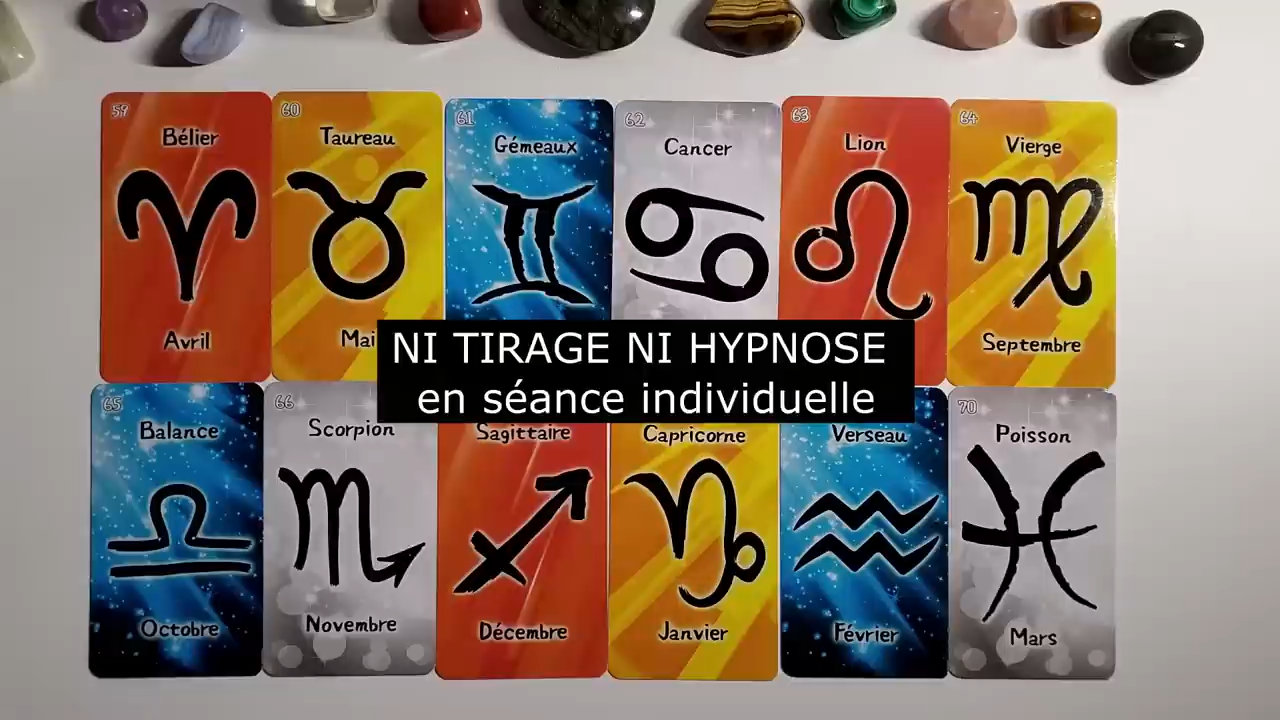 59
Bélier
Avril
60
Taureau
Mai
61
Gémeaux
62
Cancer
63
Lion
64
Vierge
Septembre
NI TIRAGE NI HYPNOSE
en séance individuelle
65
Balance
Octobre
66
Scorpion
Novembre
Sagittaire
Décembre
Capricorne
Janvier
Verseau
Février
70
Poisson
Mars